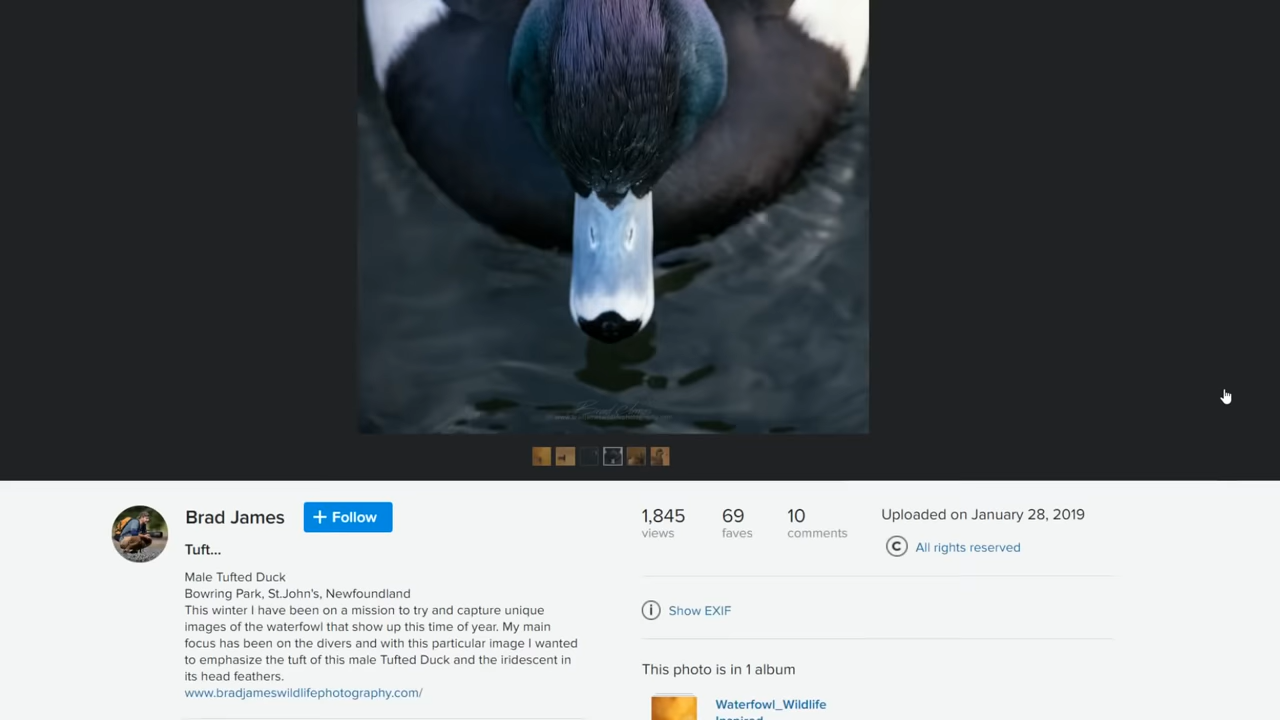 Brad James
+ Follow
Tuft...
Male Tufted Duck
Bowring Park, St.John's, Newfoundland
This winter I have been on a mission to try and capture unique
images of the waterfowl that show up this time of year. My main
focus has been on the divers and with this particular image I wanted
to emphasize the tuft of this male Tufted Duck and the iridescent in
its head feathers.
www.bradjameswildlifephotography.com/
1,845
views
69
faves
10
comments
Uploaded on January 28, 2019
© All rights reserved
Show EXIF
This photo is in 1 album
Waterfowl_Wildlife
Inspired